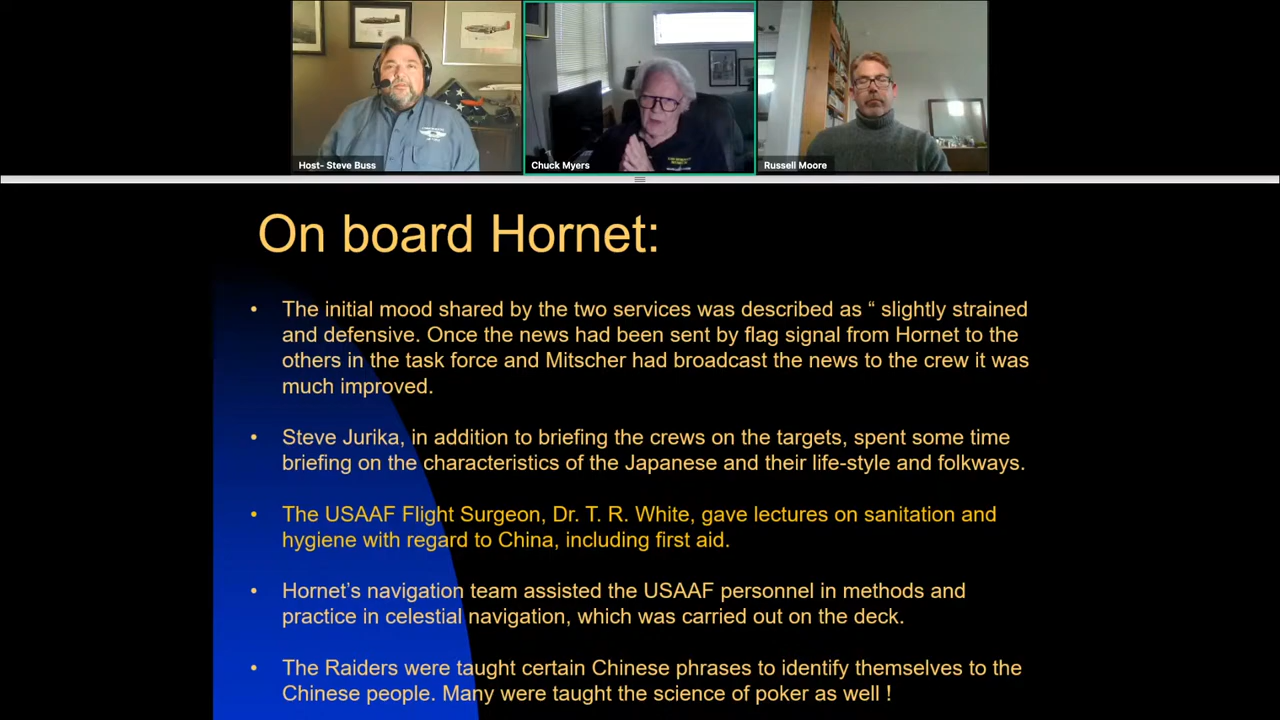 Host- Steve Buss
Chuck Myers
Russell Moore
On board Hornet:
• The initial mood shared by the two services was described as “ slightly strained
and defensive. Once the news had been sent by flag signal from Hornet to the
others in the task force and Mitscher had broadcast the news to the crew it was
much improved.
• Steve Jurika, in addition to briefing the crews on the targets, spent some time
briefing on the characteristics of the Japanese and their life-style and folkways.
• The USAAF Flight Surgeon, Dr. T. R. White, gave lectures on sanitation and
hygiene with regard to China, including first aid.
• Hornet’s navigation team assisted the USAAF personnel in methods and
practice in celestial navigation, which was carried out on the deck.
• The Raiders were taught certain Chinese phrases to identify themselves to the
Chinese people. Many were taught the science of poker as well !